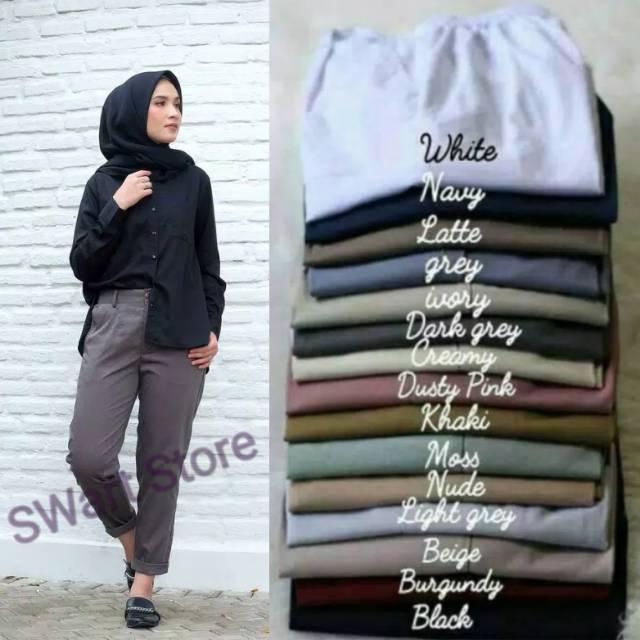 SWart Store
White
Navy
Latte
grey
ivory
Dark grey
Creamy
Dusty Pink
Khaki
Moss
Nude
Light grey
Beige
Burgundy
Black